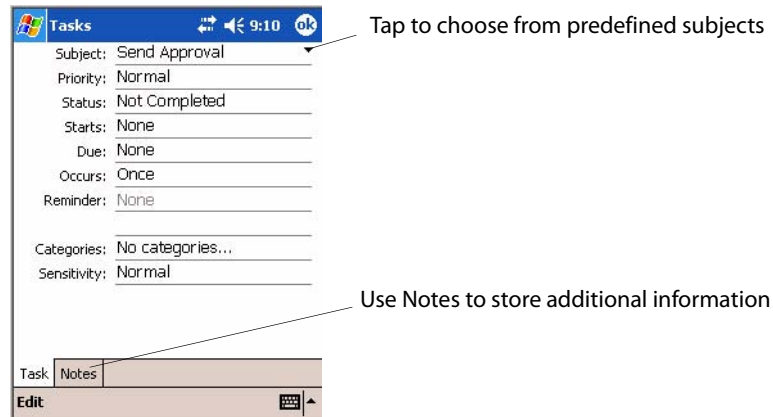 Tasks 9:10 ok
Tap to choose from predefined subjects
Subject: Send Approval
Priority: Normal
Status: Not Completed
Starts: None
Due: None
Occurs: Once
Reminder: None
Categories: No categories...
Sensitivity: Normal
Use Notes to store additional information
Task Notes
Edit